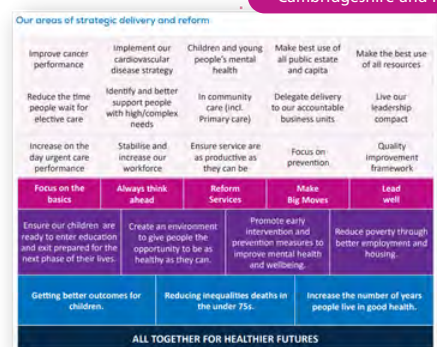 Cambridgeshire and
Our areas of strategic delivery and reform
Improve cancer
performance
Implement our
cardiovascular
disease strategy
Children and young
people's mental
health
Make best use of
all public estate
and capita
Make the best use
of all resources
Reduce the time
people wait for
elective care
Identify and better
support people
with high/complex
needs
In community
care (incl.
Primary care)
Delegate delivery
to our accountable
business units
Live our
leadership
compact
Increase on the
day urgent care
performance
Stabilise and
increase our
workforce
Ensure service are
as productive as
they can be
Focus on
prevention
Quality
improvement
framework
Focus on the
basics
Always think
ahead
Reform
Services
Make
Big Moves
Lead
well
Ensure our children are
ready to enter education
and exit prepared for the
next phase of their lives.
Create an environment
to give people the
opportunity to be as
healthy as they can.
Promote early
intervention and
prevention measures to
improve mental health
and wellbeing.
Reduce poverty through
better employment and
housing.
Getting better outcomes for
children.
Reducing inequalities deaths in
the under 75s.
Increase the number of years
people live in good health.
ALL TOGETHER FOR HEALTHIER FUTURES